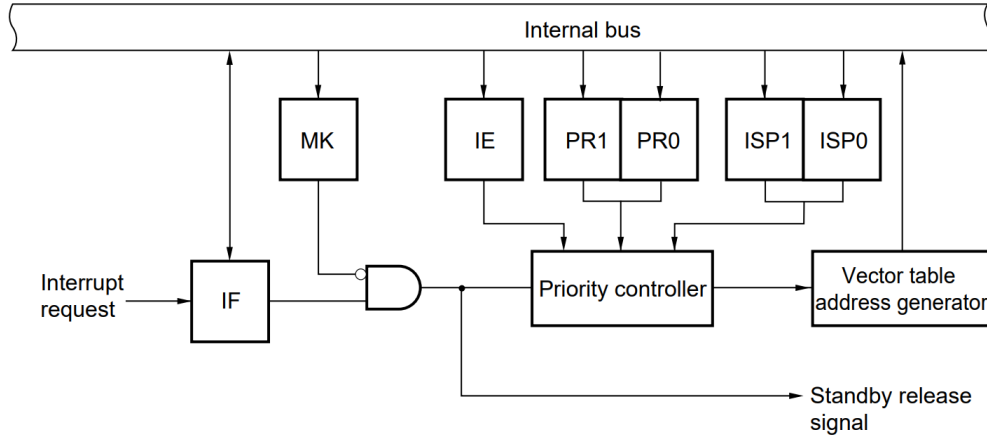 Internal bus
MK
IE
PR1
PR0
ISP1
ISP0
Interrupt
request
IF
Priority controller
Vector table
address generator
Standby release
signal